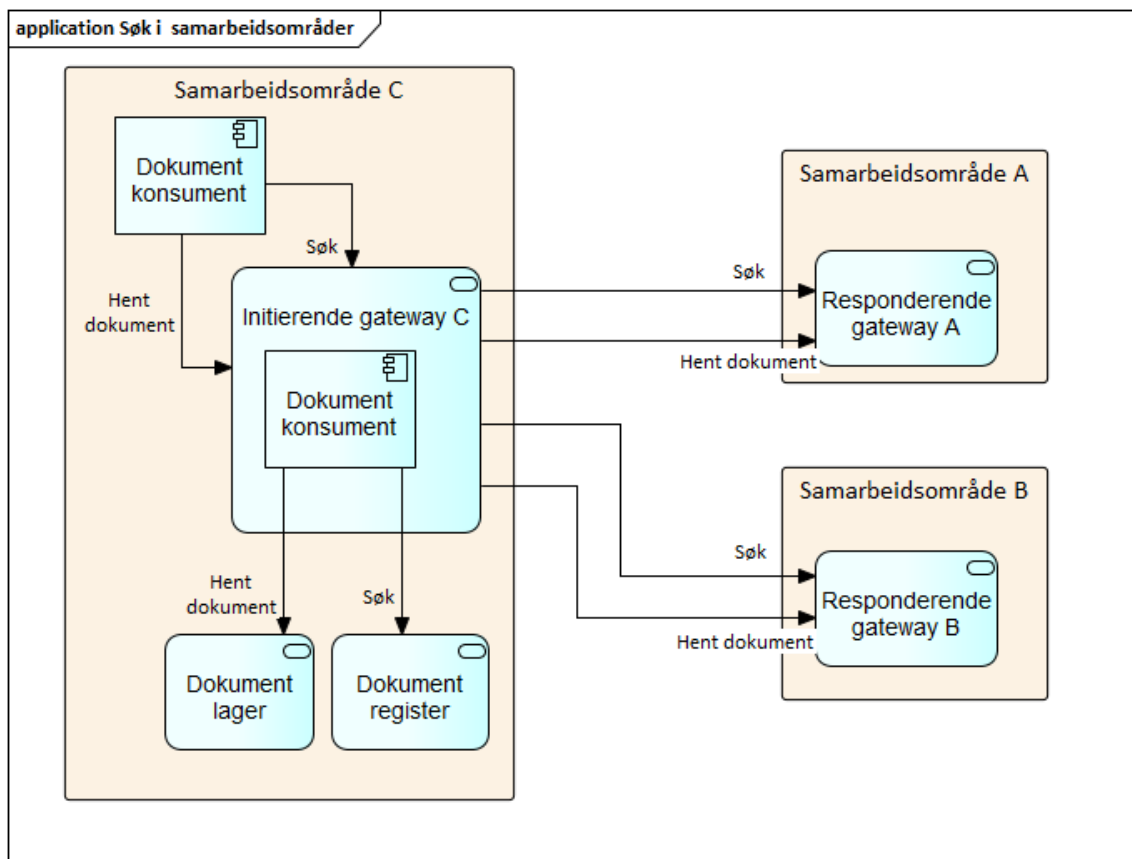 application Søk i  samarbeidsområder
Samarbeidsområde C
Dokument
konsument
Søk
Hent
dokument
Initierende gateway C
Dokument
konsument
Hent
dokument
Søk
Dokument
lager
Dokument
register
Samarbeidsområde A
Søk
Responderende
gateway A
Hent dokument
Samarbeidsområde B
Søk
Responderende
gateway B
Hent dokument